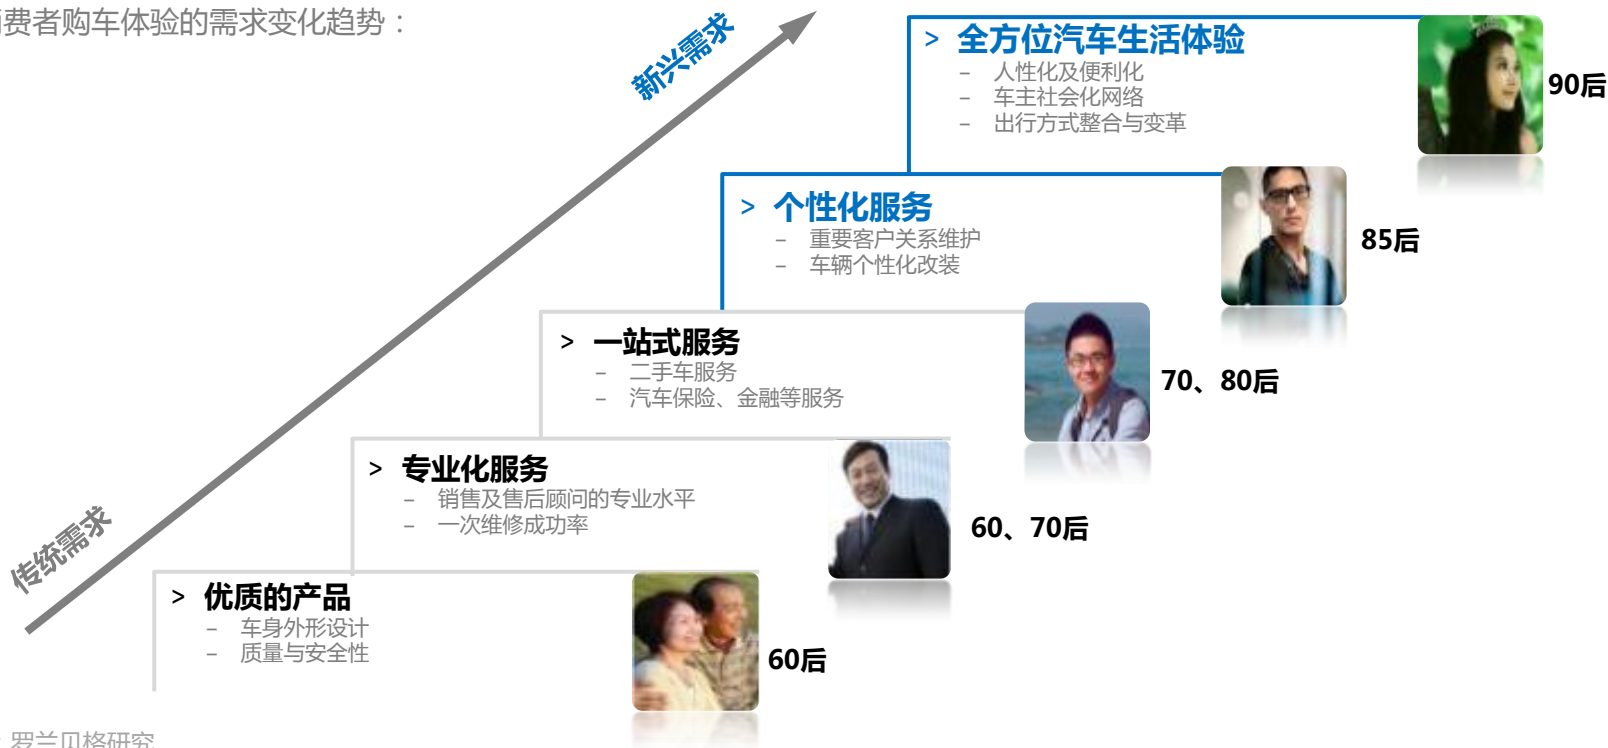 费者购车体验的需求变化趋势：
新兴需求
传统需求
> 全方位汽车生活体验
– 人性化及便利化
– 车主社会化网络
– 出行方式整合与变革
90后
> 个性化服务
– 重要客户关系维护
– 车辆个性化改装
85后
> 一站式服务
– 二手车服务
– 汽车保险、金融等服务
70、80后
> 专业化服务
– 销售及售后顾问的专业水平
– 一次维修成功率
60、70后
> 优质的产品
– 车身外形设计
– 质量与安全性
60后
罗兰贝格研究